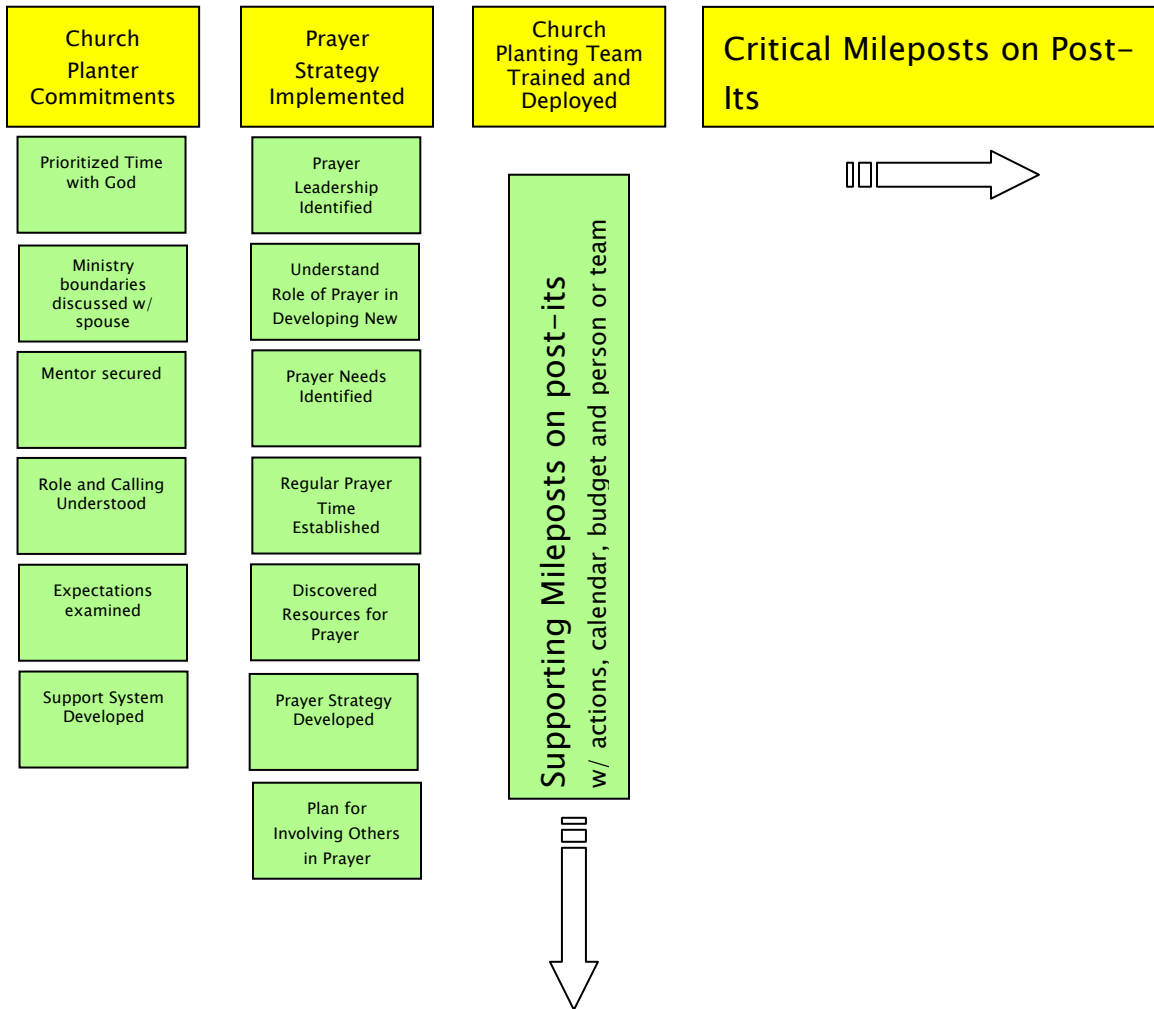 Church
Planter
Commitments
Prioritized Time
with God
Ministry
boundaries
discussed w/
spouse
Mentor secured
Role and Calling
Understood
Expectations
examined
Support System
Developed
Prayer
Strategy
Implemented
Prayer
Leadership
Identified
Understand
Role of Prayer in
Developing New
Prayer Needs
Identified
Regular Prayer
Time
Established
Discovered
Resources for
Prayer
Prayer Strategy
Developed
Plan for
Involving Others
in Prayer
Church
Planting Team
Trained and
Deployed
Supporting Mileposts on post-its
w/ actions, calendar, budget and person or team
Critical Mileposts on Post-
Its